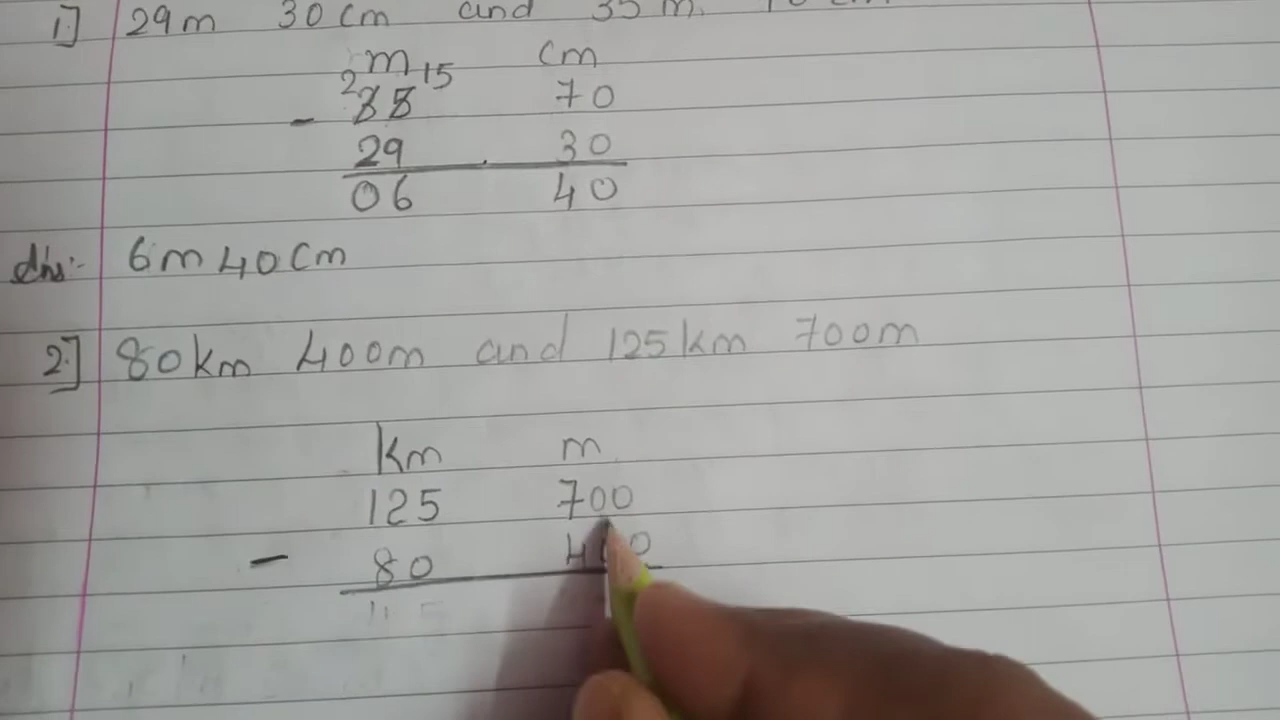 1.] 29m 30cm and 35m.
m cm
2 15
- 35 70
29 . 30
06 40
Ans:- 6m 40cm
2.] 80km 400m and 125km 700m
km m
125 700
- 80 400